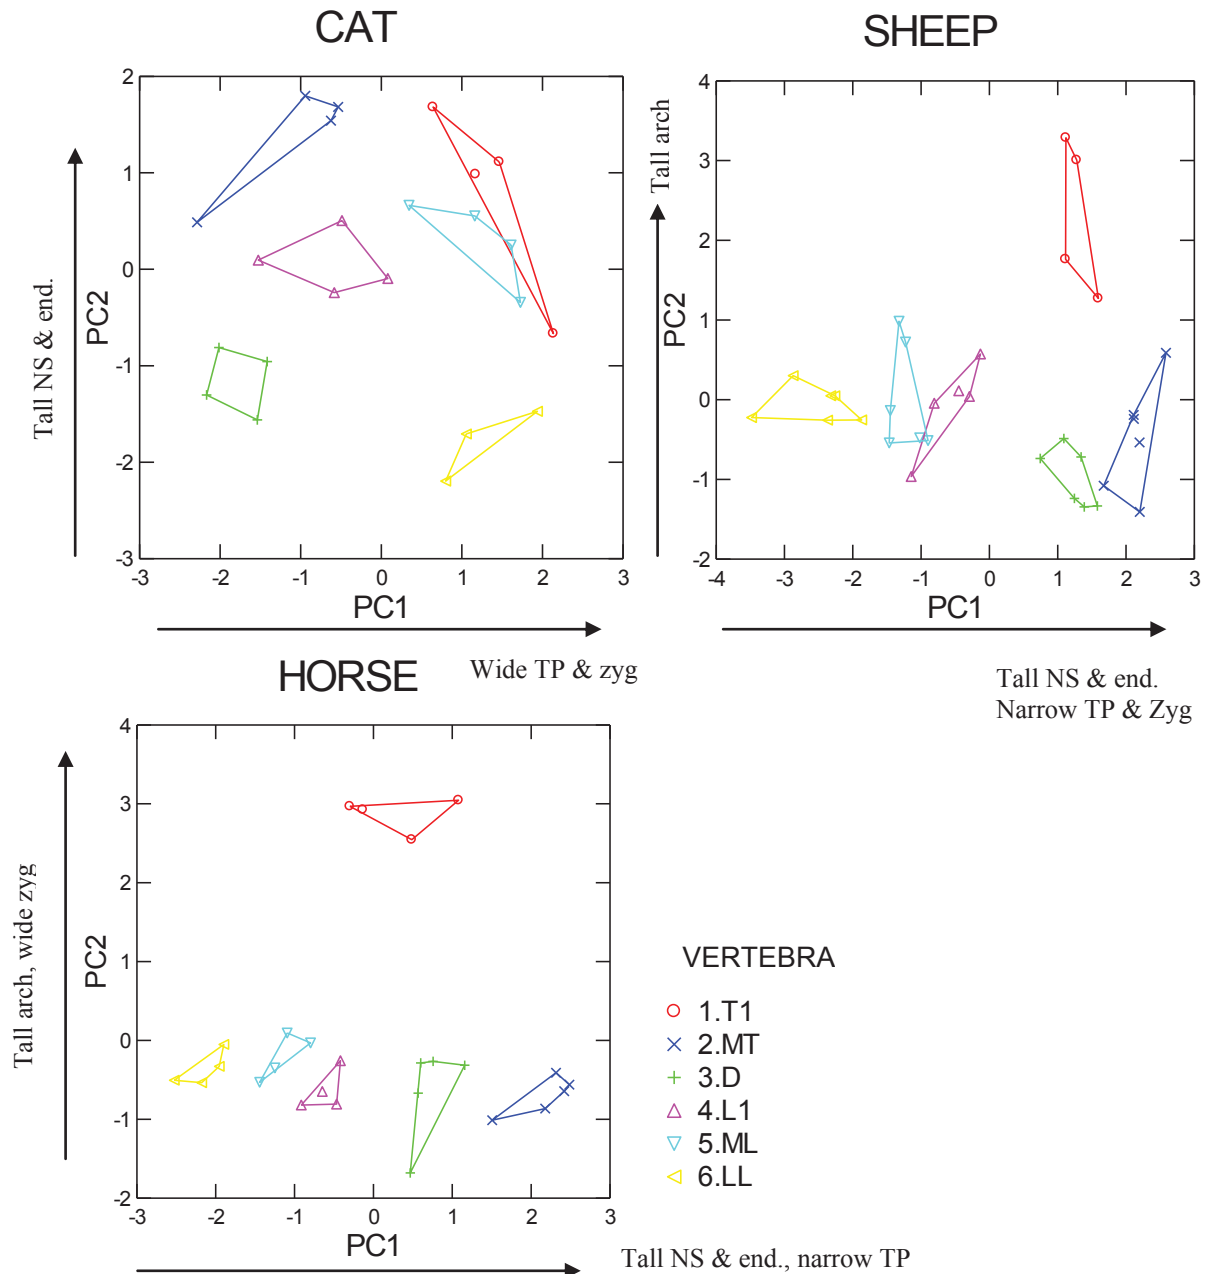 CAT
2
1
0
-1
-2
-3
-3
-2
-1
0
1
2
3
PC2
PC1
Tall NS & end.
Wide TP & zyg
SHEEP
4
3
2
1
0
-1
-2
-4
-3
-2
-1
0
1
2
3
PC2
PC1
Tall arch
Tall NS & end.
Narrow TP & Zyg
HORSE
4
3
2
1
0
-1
-2
-3
-2
-1
0
1
2
3
PC2
PC1
Tall arch, wide zyg
Tall NS & end., narrow TP
VERTEBRA
1.T1
2.MT
3.D
4.L1
5.ML
6.LL